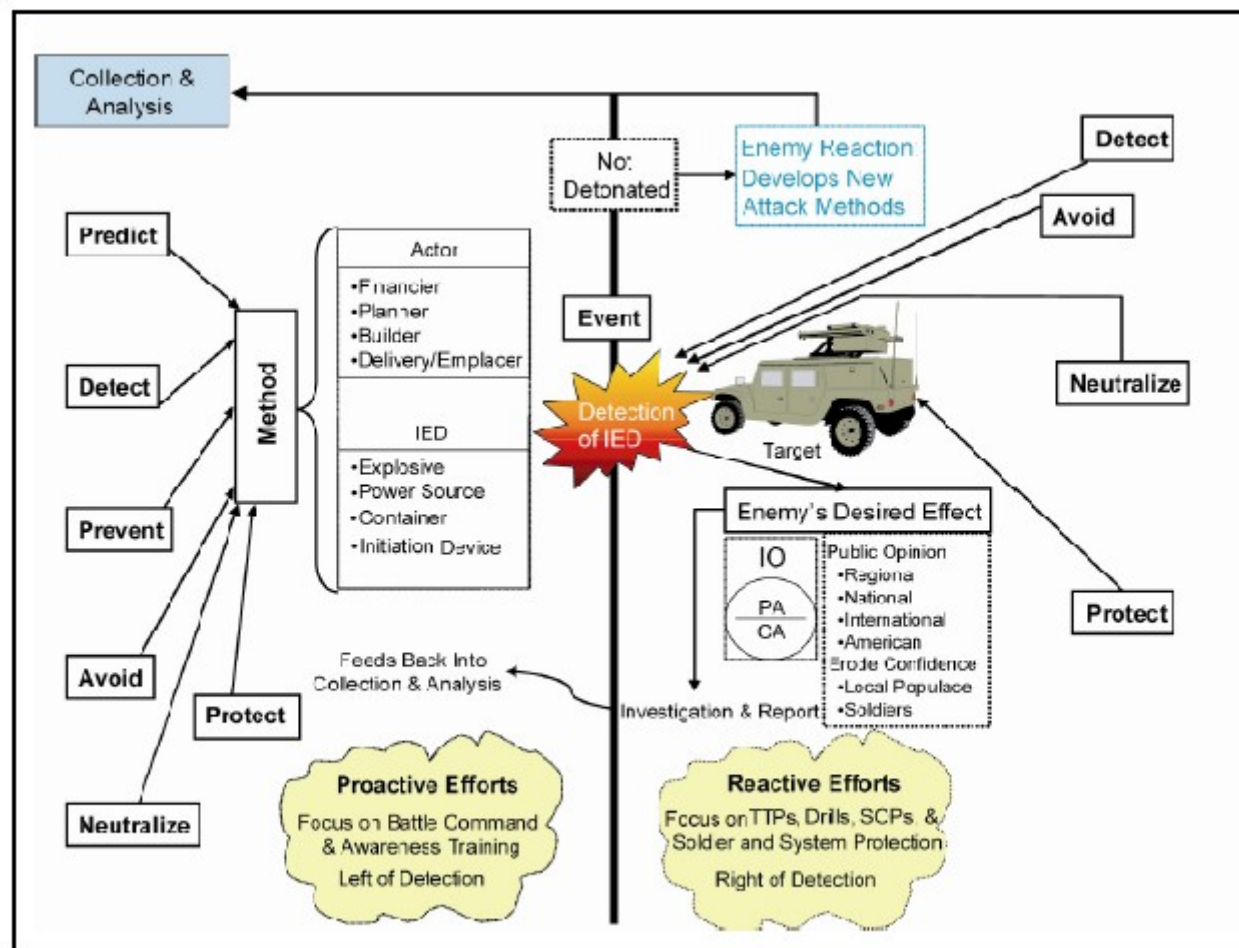 Collection &
Analysis
Not
Detonated
Enemy Reaction
Develops New
Attack Methods
Detect
Avoid
Neutralize
Protect
Predict
Detect
Prevent
Avoid
Protect
Neutralize
Method
Actor
•Financier
•Planner
•Builder
•Delivery/Emplacer
IED
•Explosive
•Power Source
•Container
•Initiation Device
Event
Detection
of IED
Target
Enemy's Desired Effect
IO
PA
CA
Public Opinion
•Regional
•National
•International
•American
Erode Confidence
•Local Populace
•Soldiers
Feeds Back Into
Collection & Analysis
Investigation & Report
Proactive Efforts
Focus on Battle Command
& Awareness Training
Left of Detection
Reactive Efforts
Focus on TTPs, Drills, SCPs, &
Soldier and System Protection
Right of Detection